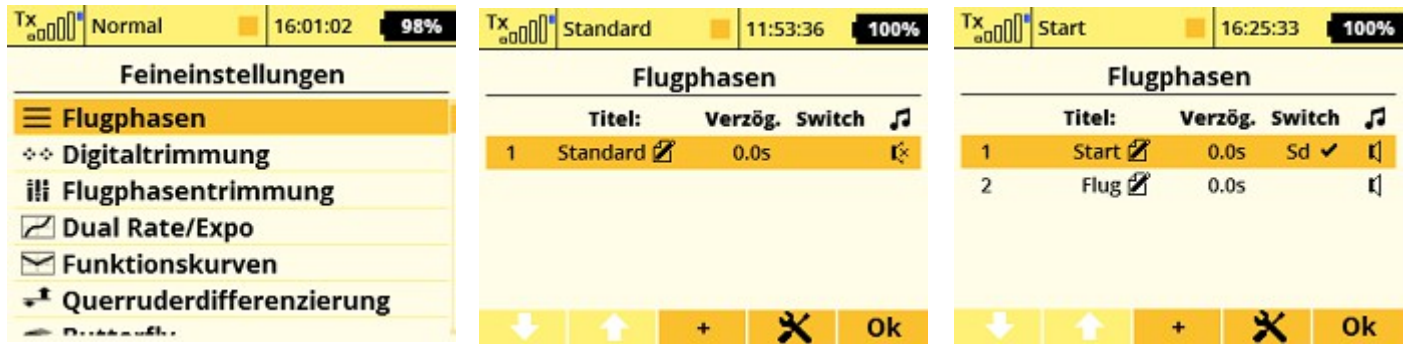 Tx Normal 16:01:02 98%
Feineinstellungen
Flugphasen
Digitaltrimmung
Flugphasentrimmung
Dual Rate/Expo
Funktionskurven
Querruderdifferenzierung
Butterfly
Tx Standard 11:53:36 100%
Flugphasen
Titel: Verzög. Switch
1 Standard 0.0s
+ Ok
Tx Start 16:25:33 100%
Flugphasen
Titel: Verzög. Switch
1 Start 0.0s Sd
2 Flug 0.0s
+ Ok